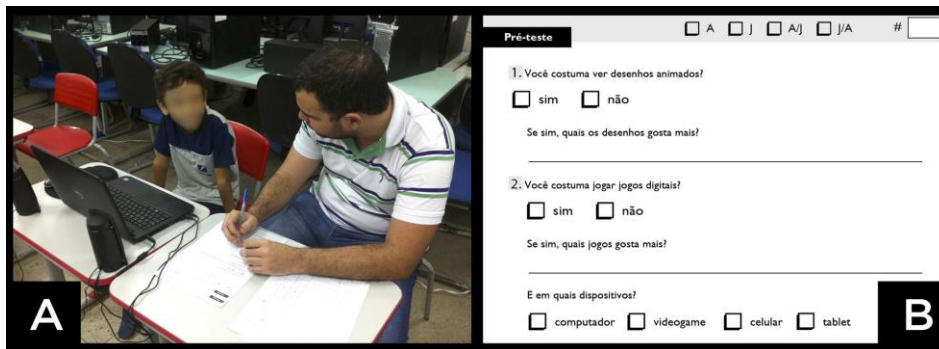 A
Pré-teste
A J A/J J/A #
1. Você costuma ver desenhos animados?
sim não
Se sim, quais os desenhos gosta mais?
2. Você costuma jogar jogos digitais?
sim não
Se sim, quais jogos gosta mais?
E em quais dispositivos?
computador videogame celular tablet
B